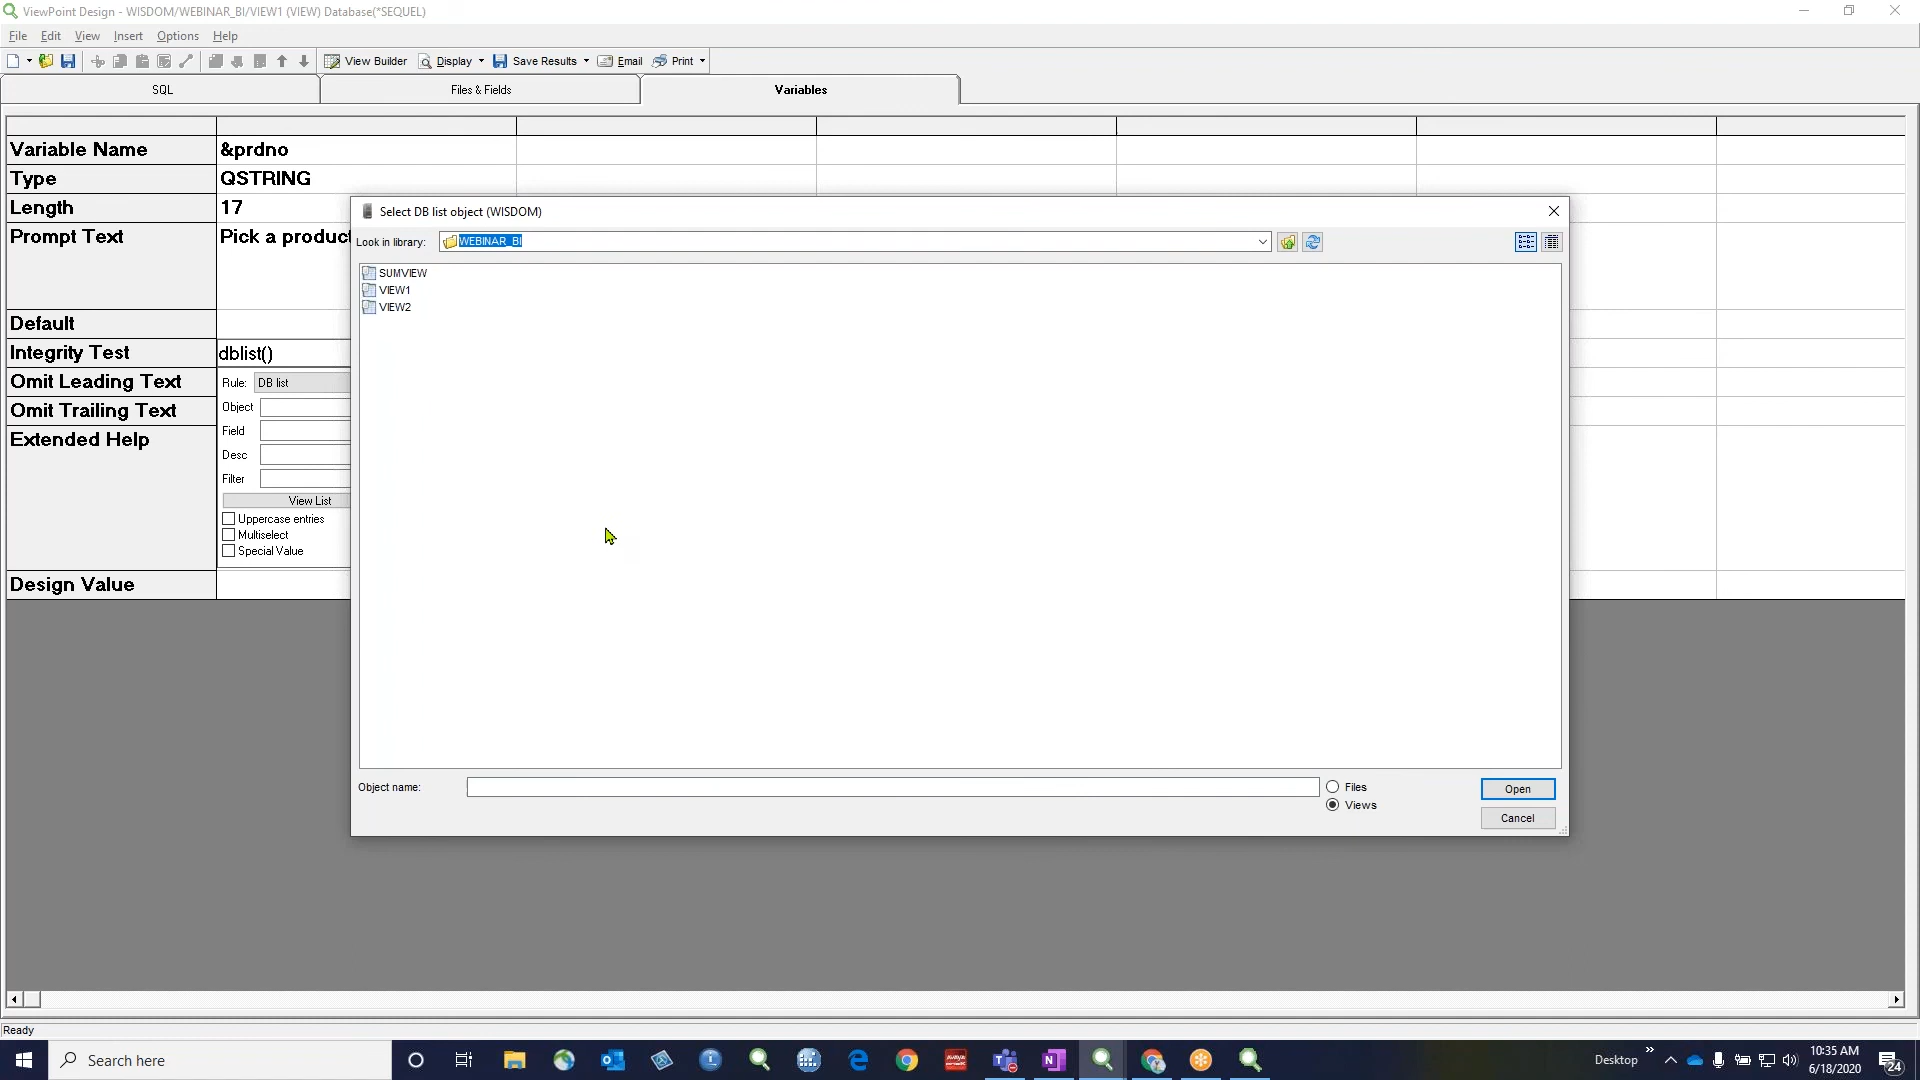 ViewPoint Design - WISDOM/WEBINAR_BI/VIEW1 (VIEW) Database(*SEQUEL)
File Edit View Insert Options Help
View Builder Display Save Results Email Print
SQL Files & Fields Variables
Variable Name &prdno
Type QSTRING
Length 17
Prompt Text Pick a product
Default
Integrity Test dblist()
Omit Leading Text
Omit Trailing Text
Extended Help
Design Value
Rule: DB list
Object
Field
Desc
Filter
View List
Uppercase entries
Multiselect
Special Value
Select DB list object (WISDOM)
Look in library: WEBINAR_BI
SUMVIEW
VIEW1
VIEW2
Object name:
Files
Views
Open
Cancel
Ready
Search here
Desktop
10:35 AM
6/18/2020
24